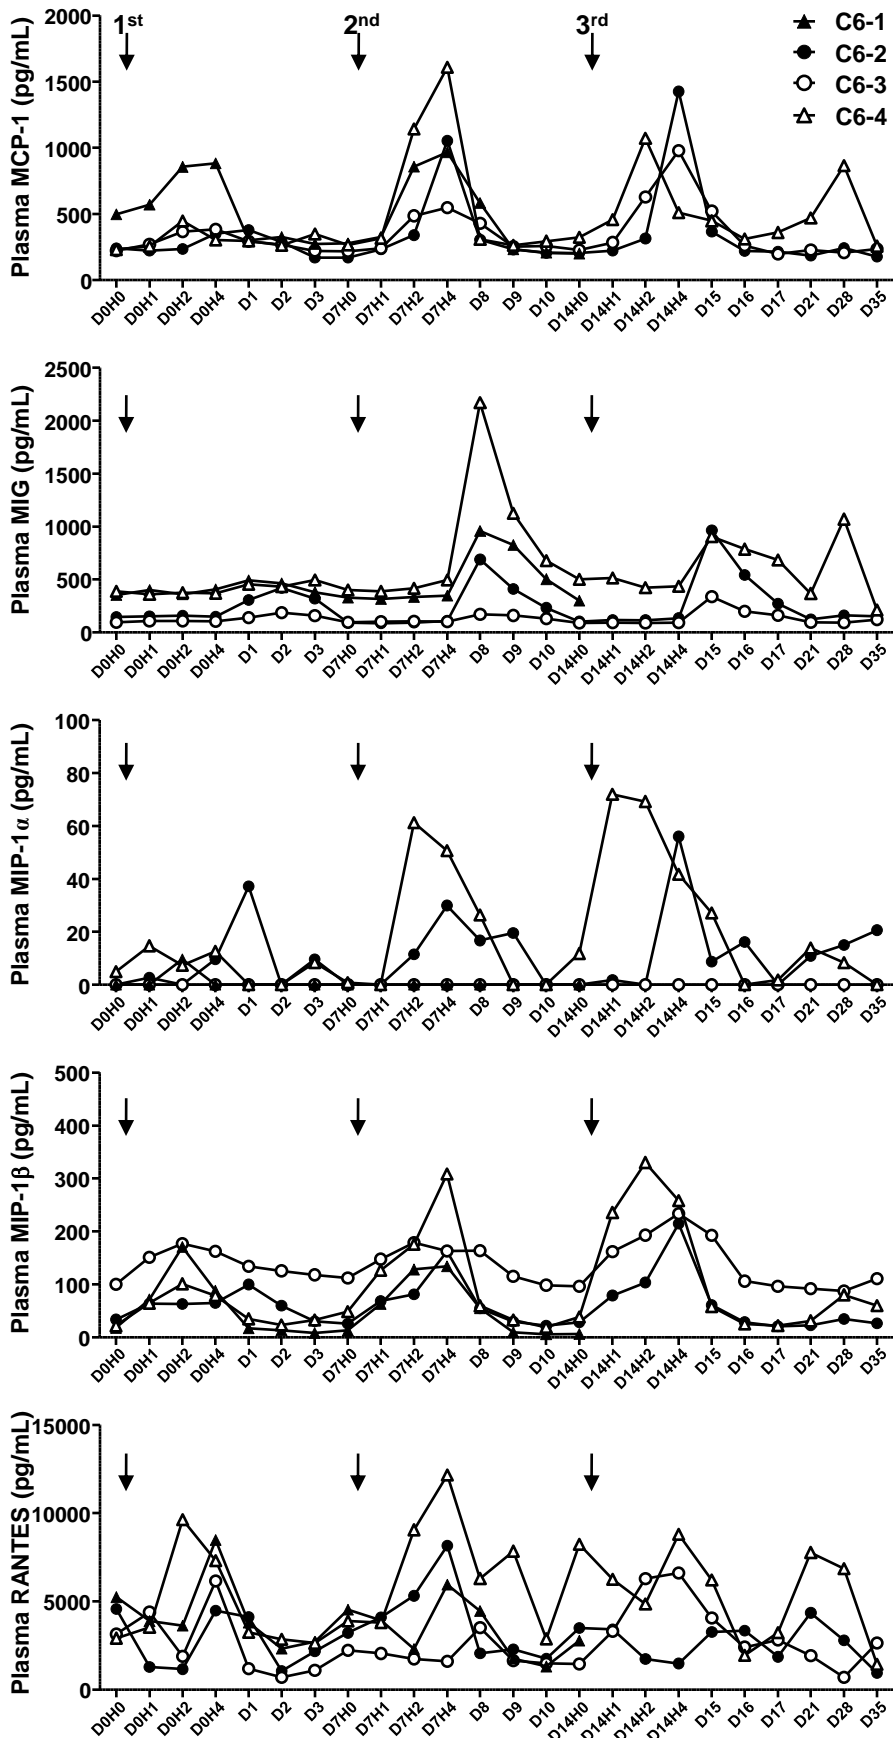 Plasma MCP-1 (pg/mL)
2000
1500
1000
500
0
1st
2nd
3rd
C6-1
C6-2
C6-3
C6-4
D0H0 D0H1 D0H2 D0H4 D1 D2 D3 D7H0 D7H1 D7H2 D7H4 D8 D9 D10 D14H0 D14H1 D14H2 D14H4 D15 D16 D17 D21 D28 D35
Plasma MIG (pg/mL)
2500
2000
1500
1000
500
0
D0H0 D0H1 D0H2 D0H4 D1 D2 D3 D7H0 D7H1 D7H2 D7H4 D8 D9 D10 D14H0 D14H1 D14H2 D14H4 D15 D16 D17 D21 D28 D35
Plasma MIP-1α (pg/mL)
100
80
60
40
20
0
D0H0 D0H1 D0H2 D0H4 D1 D2 D3 D7H0 D7H1 D7H2 D7H4 D8 D9 D10 D14H0 D14H1 D14H2 D14H4 D15 D16 D17 D21 D28 D35
Plasma MIP-1β (pg/mL)
500
400
300
200
100
0
D0H0 D0H1 D0H2 D0H4 D1 D2 D3 D7H0 D7H1 D7H2 D7H4 D8 D9 D10 D14H0 D14H1 D14H2 D14H4 D15 D16 D17 D21 D28 D35
Plasma RANTES (pg/mL)
15000
10000
5000
0
D0H0 D0H1 D0H2 D0H4 D1 D2 D3 D7H0 D7H1 D7H2 D7H4 D8 D9 D10 D14H0 D14H1 D14H2 D14H4 D15 D16 D17 D21 D28 D35